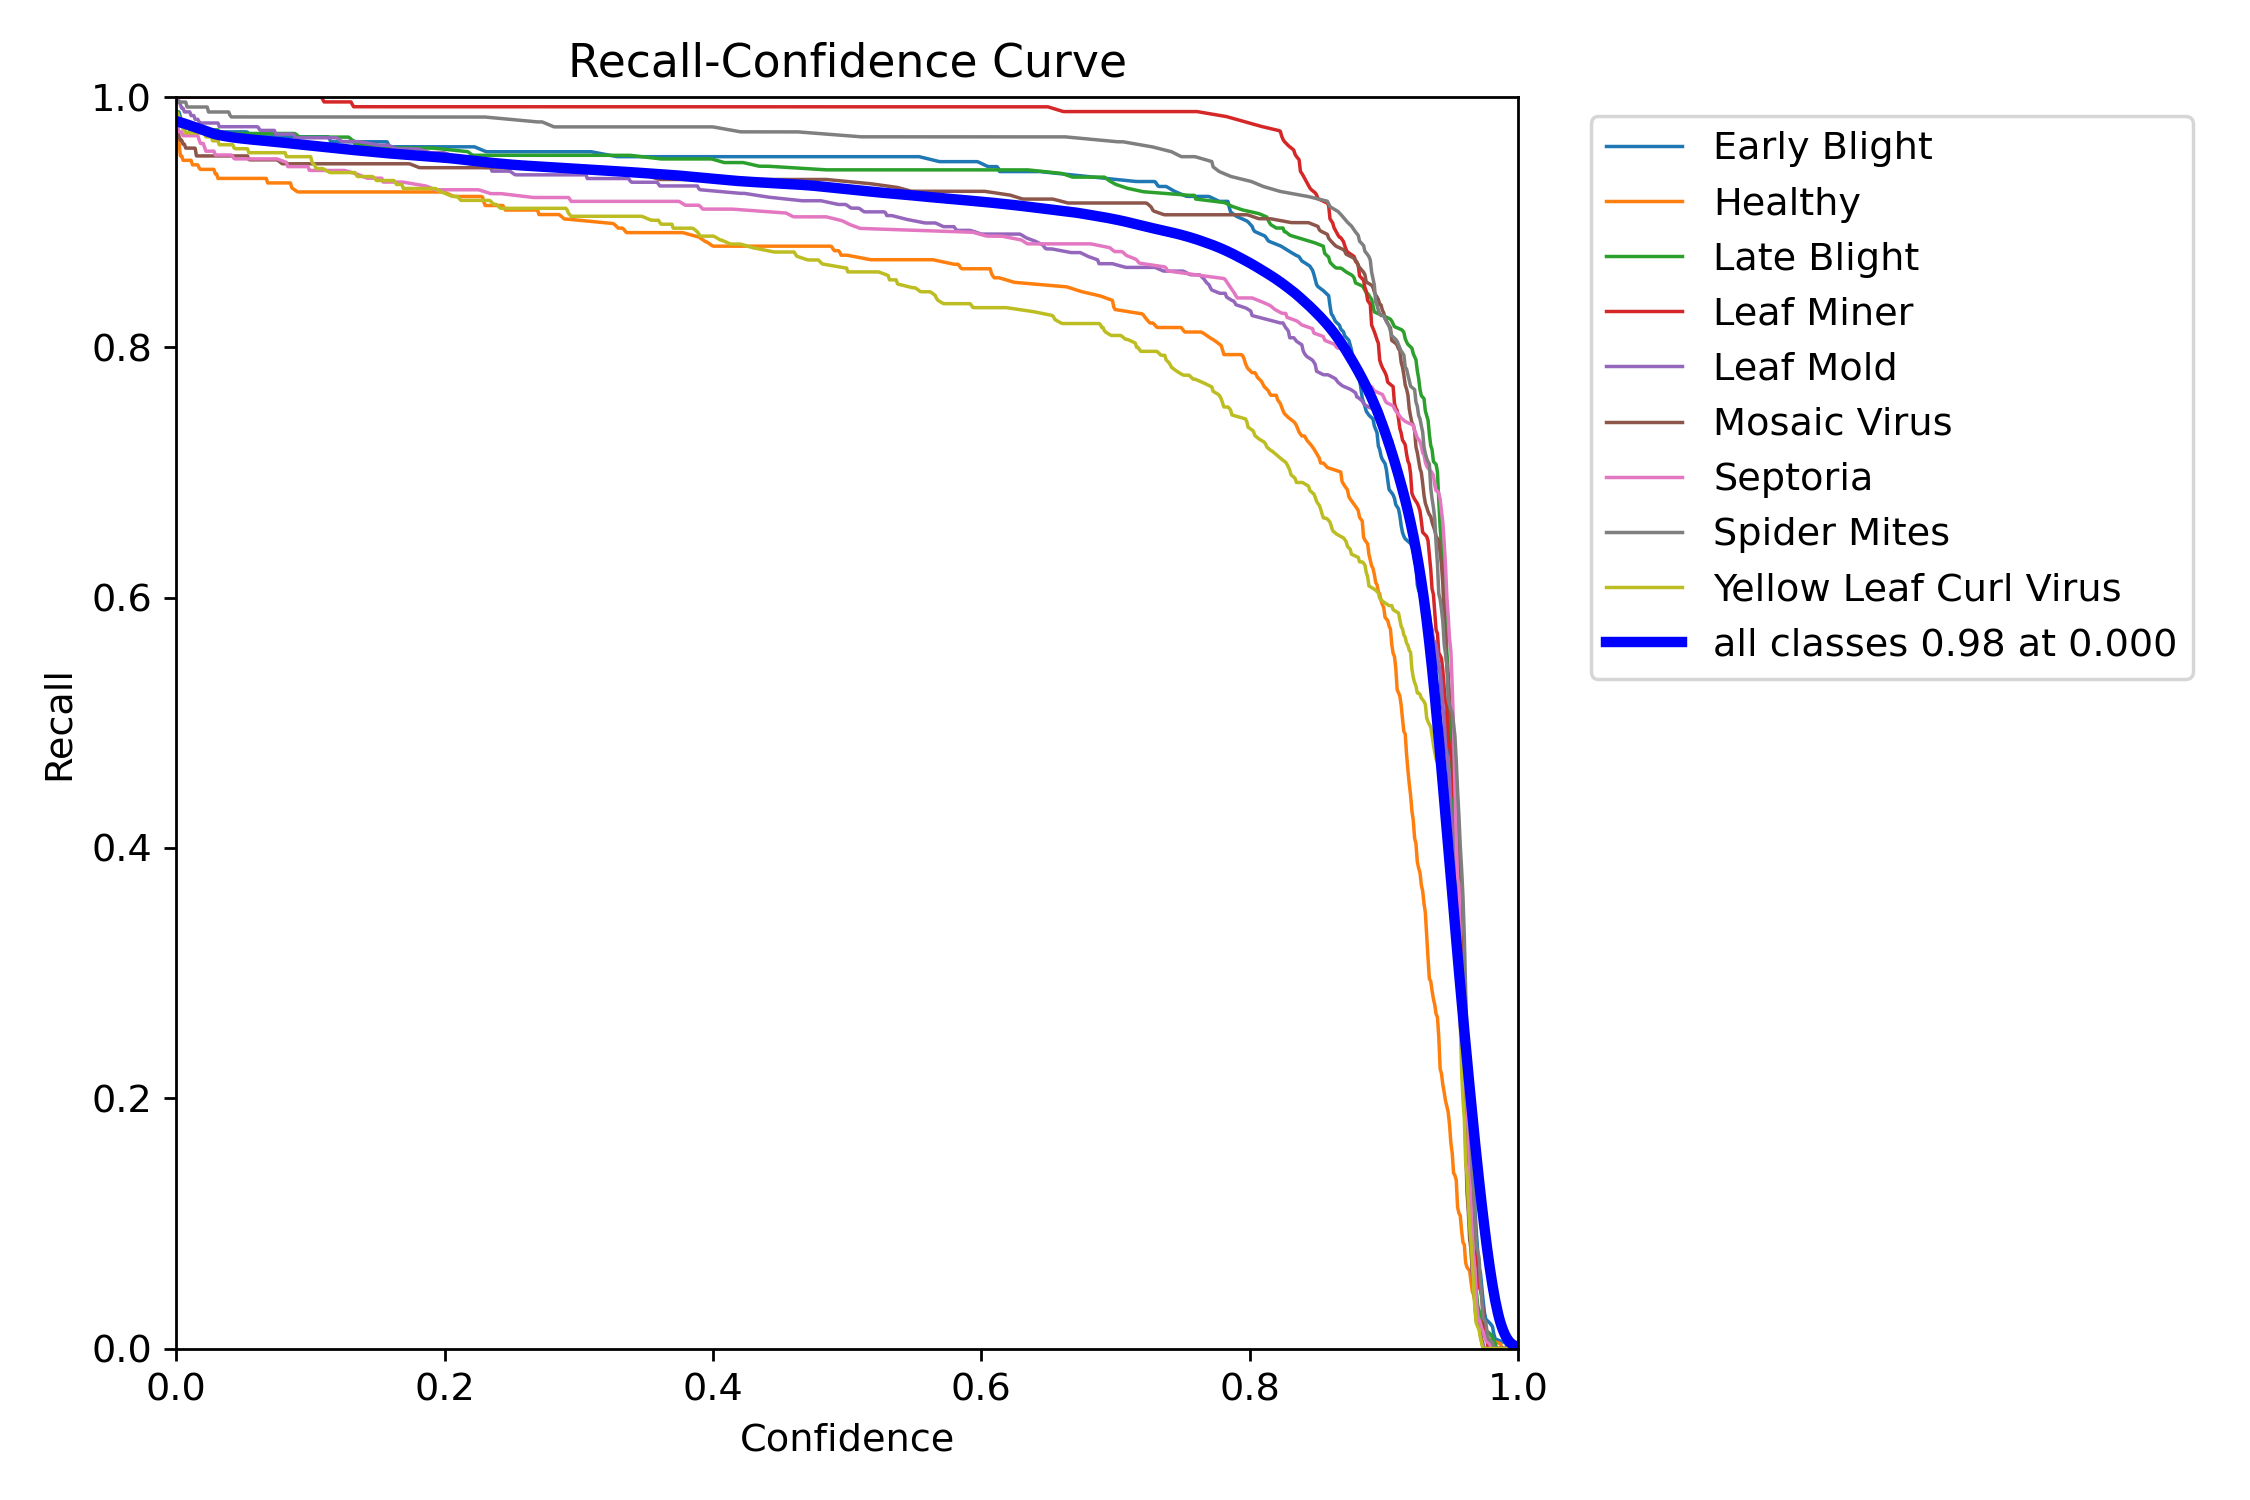 Recall-Confidence Curve
1.0
0.8
0.6
0.4
0.2
0.0
Recall
0.0 0.2 0.4 0.6 0.8 1.0
Confidence
Early Blight
Healthy
Late Blight
Leaf Miner
Leaf Mold
Mosaic Virus
Septoria
Spider Mites
Yellow Leaf Curl Virus
all classes 0.98 at 0.000